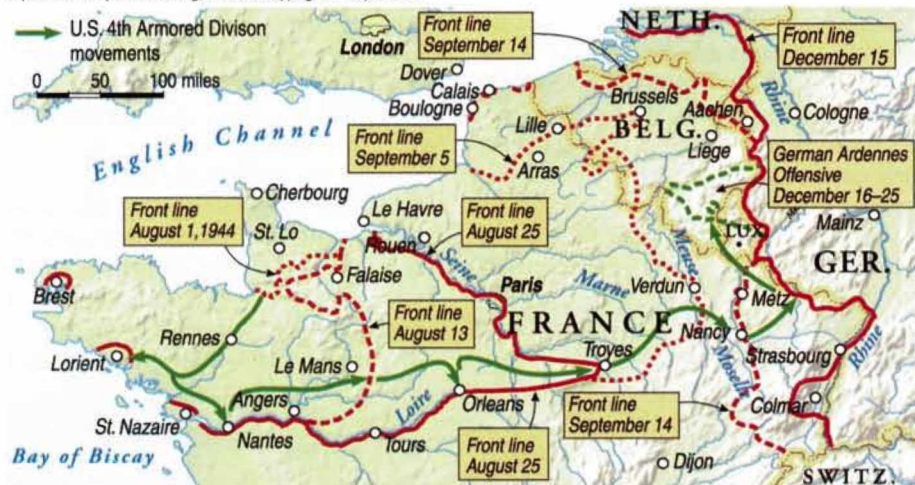 U.S. 4th Armored Divison
movements
0 50 100 miles
London
Dover
Calais
Boulogne
Front line
September 14
NETH.
Front line
December 15
Rhine
Cologne
Brussels
Aachen
BELG.
Liege
Lille
Arras
Front line
September 5
English Channel
German Ardennes
Offensive
December 16–25
Mainz
LUX.
GER.
Cherbourg
Le Havre
Rouen
Seine
Front line
August 25
St. Lo
Falaise
Front line
August 1, 1944
Brest
Paris
Marne
Verdun
Meuse
Metz
FRANCE
Nancy
Moselle
Strasbourg
Rhine
Colmar
Troyes
Front line
August 13
Rennes
Lorient
Le Mans
Angers
Loire
Orleans
St. Nazaire
Nantes
Tours
Bay of Biscay
Front line
August 25
Front line
September 14
Dijon
SWITZ.